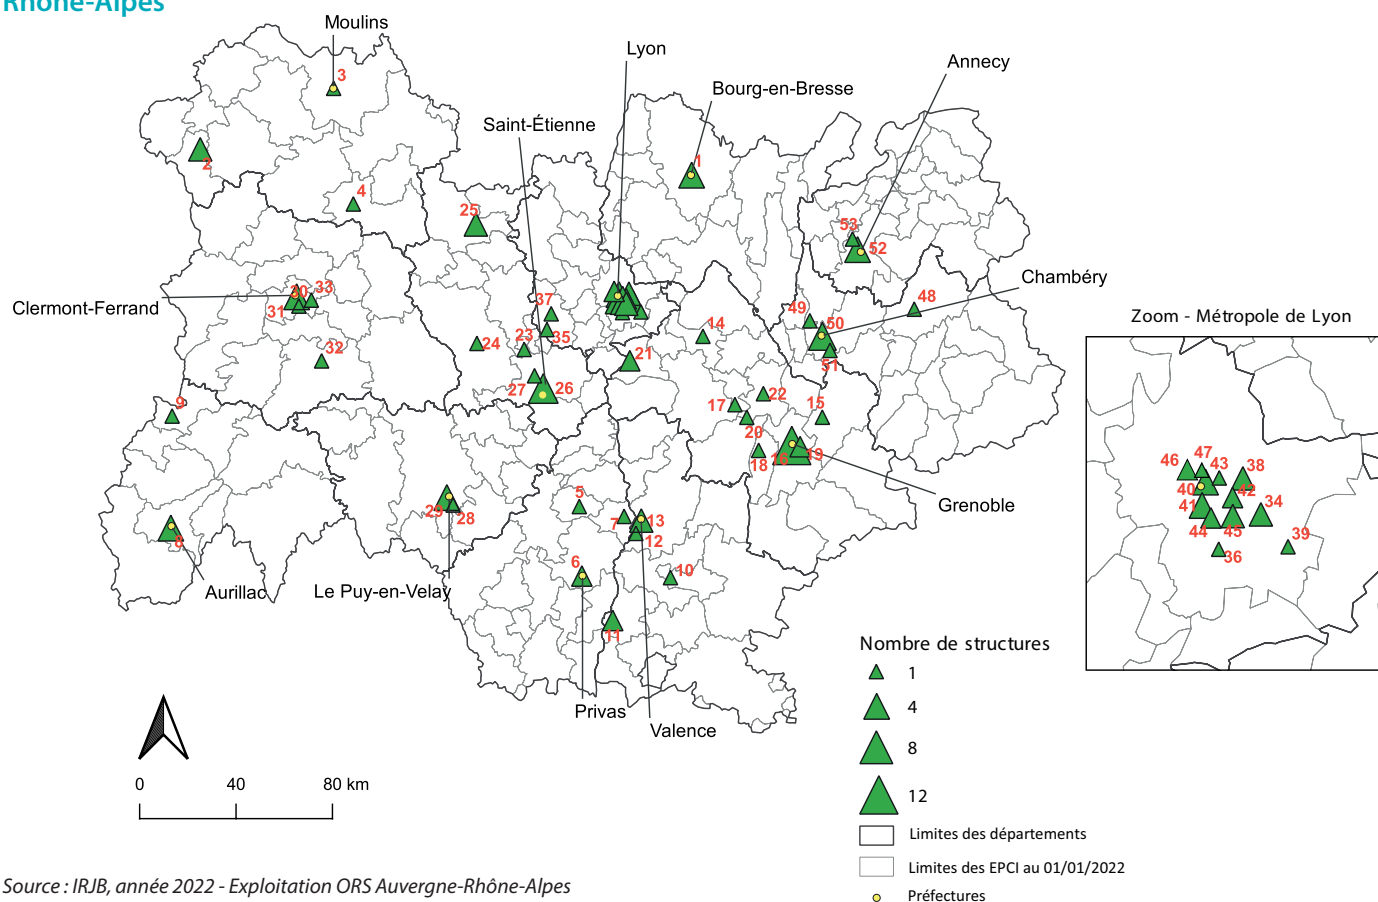 Rhône-Alpes
Moulins
3
Lyon
Annecy
Bourg-en-Bresse
Saint-Étienne
2
1
4
25
53
52
Chambéry
Clermont-Ferrand
30
33
31
37
35
23
24
32
27
26
21
14
49
50
51
48
Zoom - Métropole de Lyon
9
17
22
15
20
18
16
19
46
47
43
38
40
42
41
34
44
45
39
36
29
28
5
7
13
12
Grenoble
8
6
10
Aurillac
Le Puy-en-Velay
11
Privas
Valence
Nombre de structures
1
4
8
12
Limites des départements
Limites des EPCI au 01/01/2022
Préfectures
0 40 80 km
Source : IRJB, année 2022 - Exploitation ORS Auvergne-Rhône-Alpes